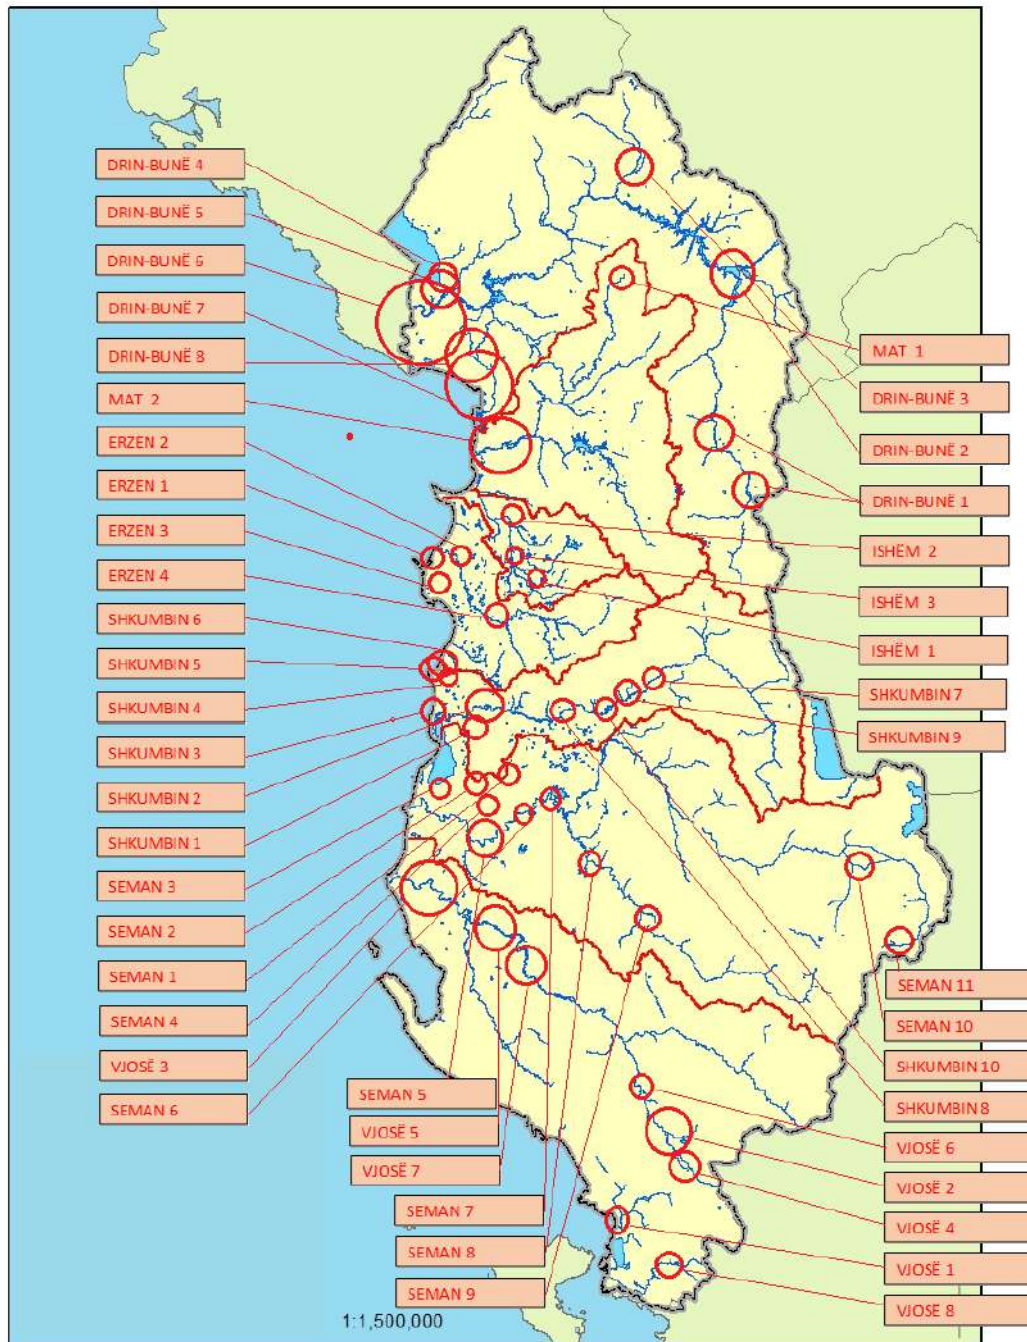 DRIN-BUNË 4
DRIN-BUNË 5
DRIN-BUNË 6
DRIN-BUNË 7
DRIN-BUNË 8
MAT 2
ERZEN 2
ERZEN 1
ERZEN 3
ERZEN 4
SHKUMBIN 6
SHKUMBIN 5
SHKUMBIN 4
SHKUMBIN 3
SHKUMBIN 2
SHKUMBIN 1
SEMAN 3
SEMAN 2
SEMAN 1
SEMAN 4
VJOSË 3
SEMAN 6
SEMAN 5
VJOSË 5
VJOSË 7
SEMAN 7
SEMAN 8
SEMAN 9
1:1,500,000
MAT 1
DRIN-BUNË 3
DRIN-BUNË 2
DRIN-BUNË 1
ISHËM 2
ISHËM 3
ISHËM 1
SHKUMBIN 7
SHKUMBIN 9
SEMAN 11
SEMAN 10
SHKUMBIN 10
SHKUMBIN 8
VJOSË 6
VJOSË 2
VJOSË 4
VJOSË 1
VJOSË 8